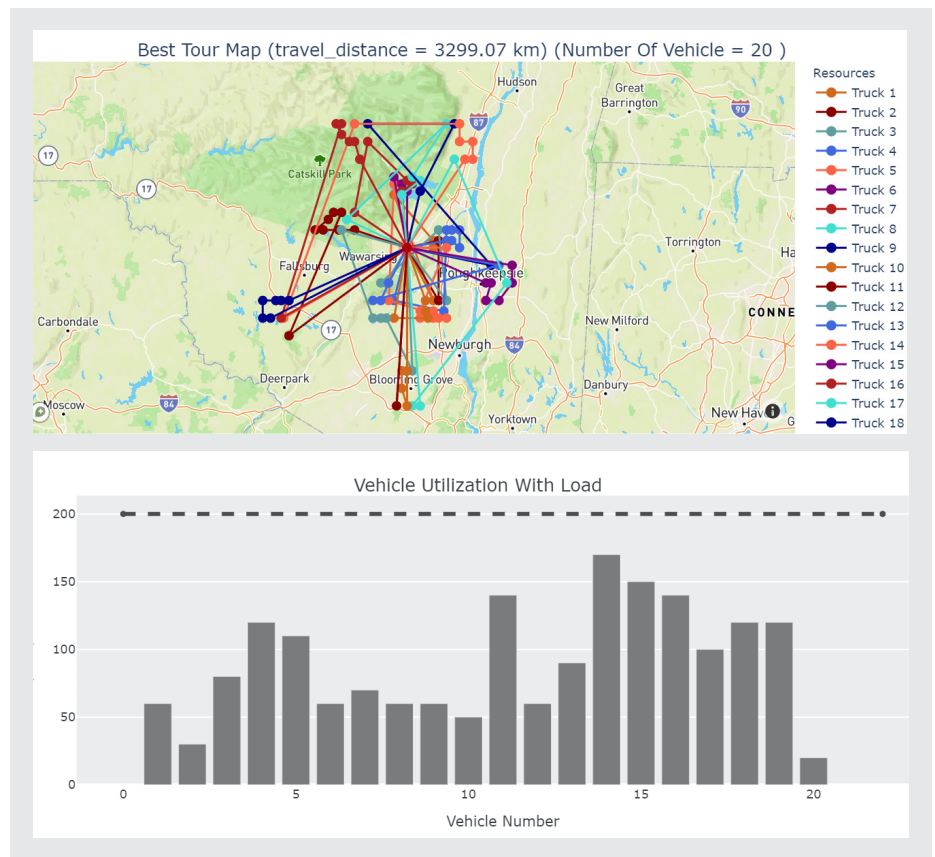 Best Tour Map (travel_distance = 3299.07 km) (Number Of Vehicle = 20 )
Resources
Truck 1
Truck 2
Truck 3
Truck 4
Truck 5
Truck 6
Truck 7
Truck 8
Truck 9
Truck 10
Truck 11
Truck 12
Truck 13
Truck 14
Truck 15
Truck 16
Truck 17
Truck 18
Hudson
Great
Barrington
87
90
17
Catskill Park
17
Torrington
Ha
Wawarsing
Fallsburg
Poughkeepsie
CONNE
Carbondale
17
New Milford
Newburgh
84
Deerpark
Blooming Grove
Danbury
Moscow
84
Yorktown
New Hav
G
Vehicle Utilization With Load
200
150
100
50
0
0 5 10 15 20
Vehicle Number